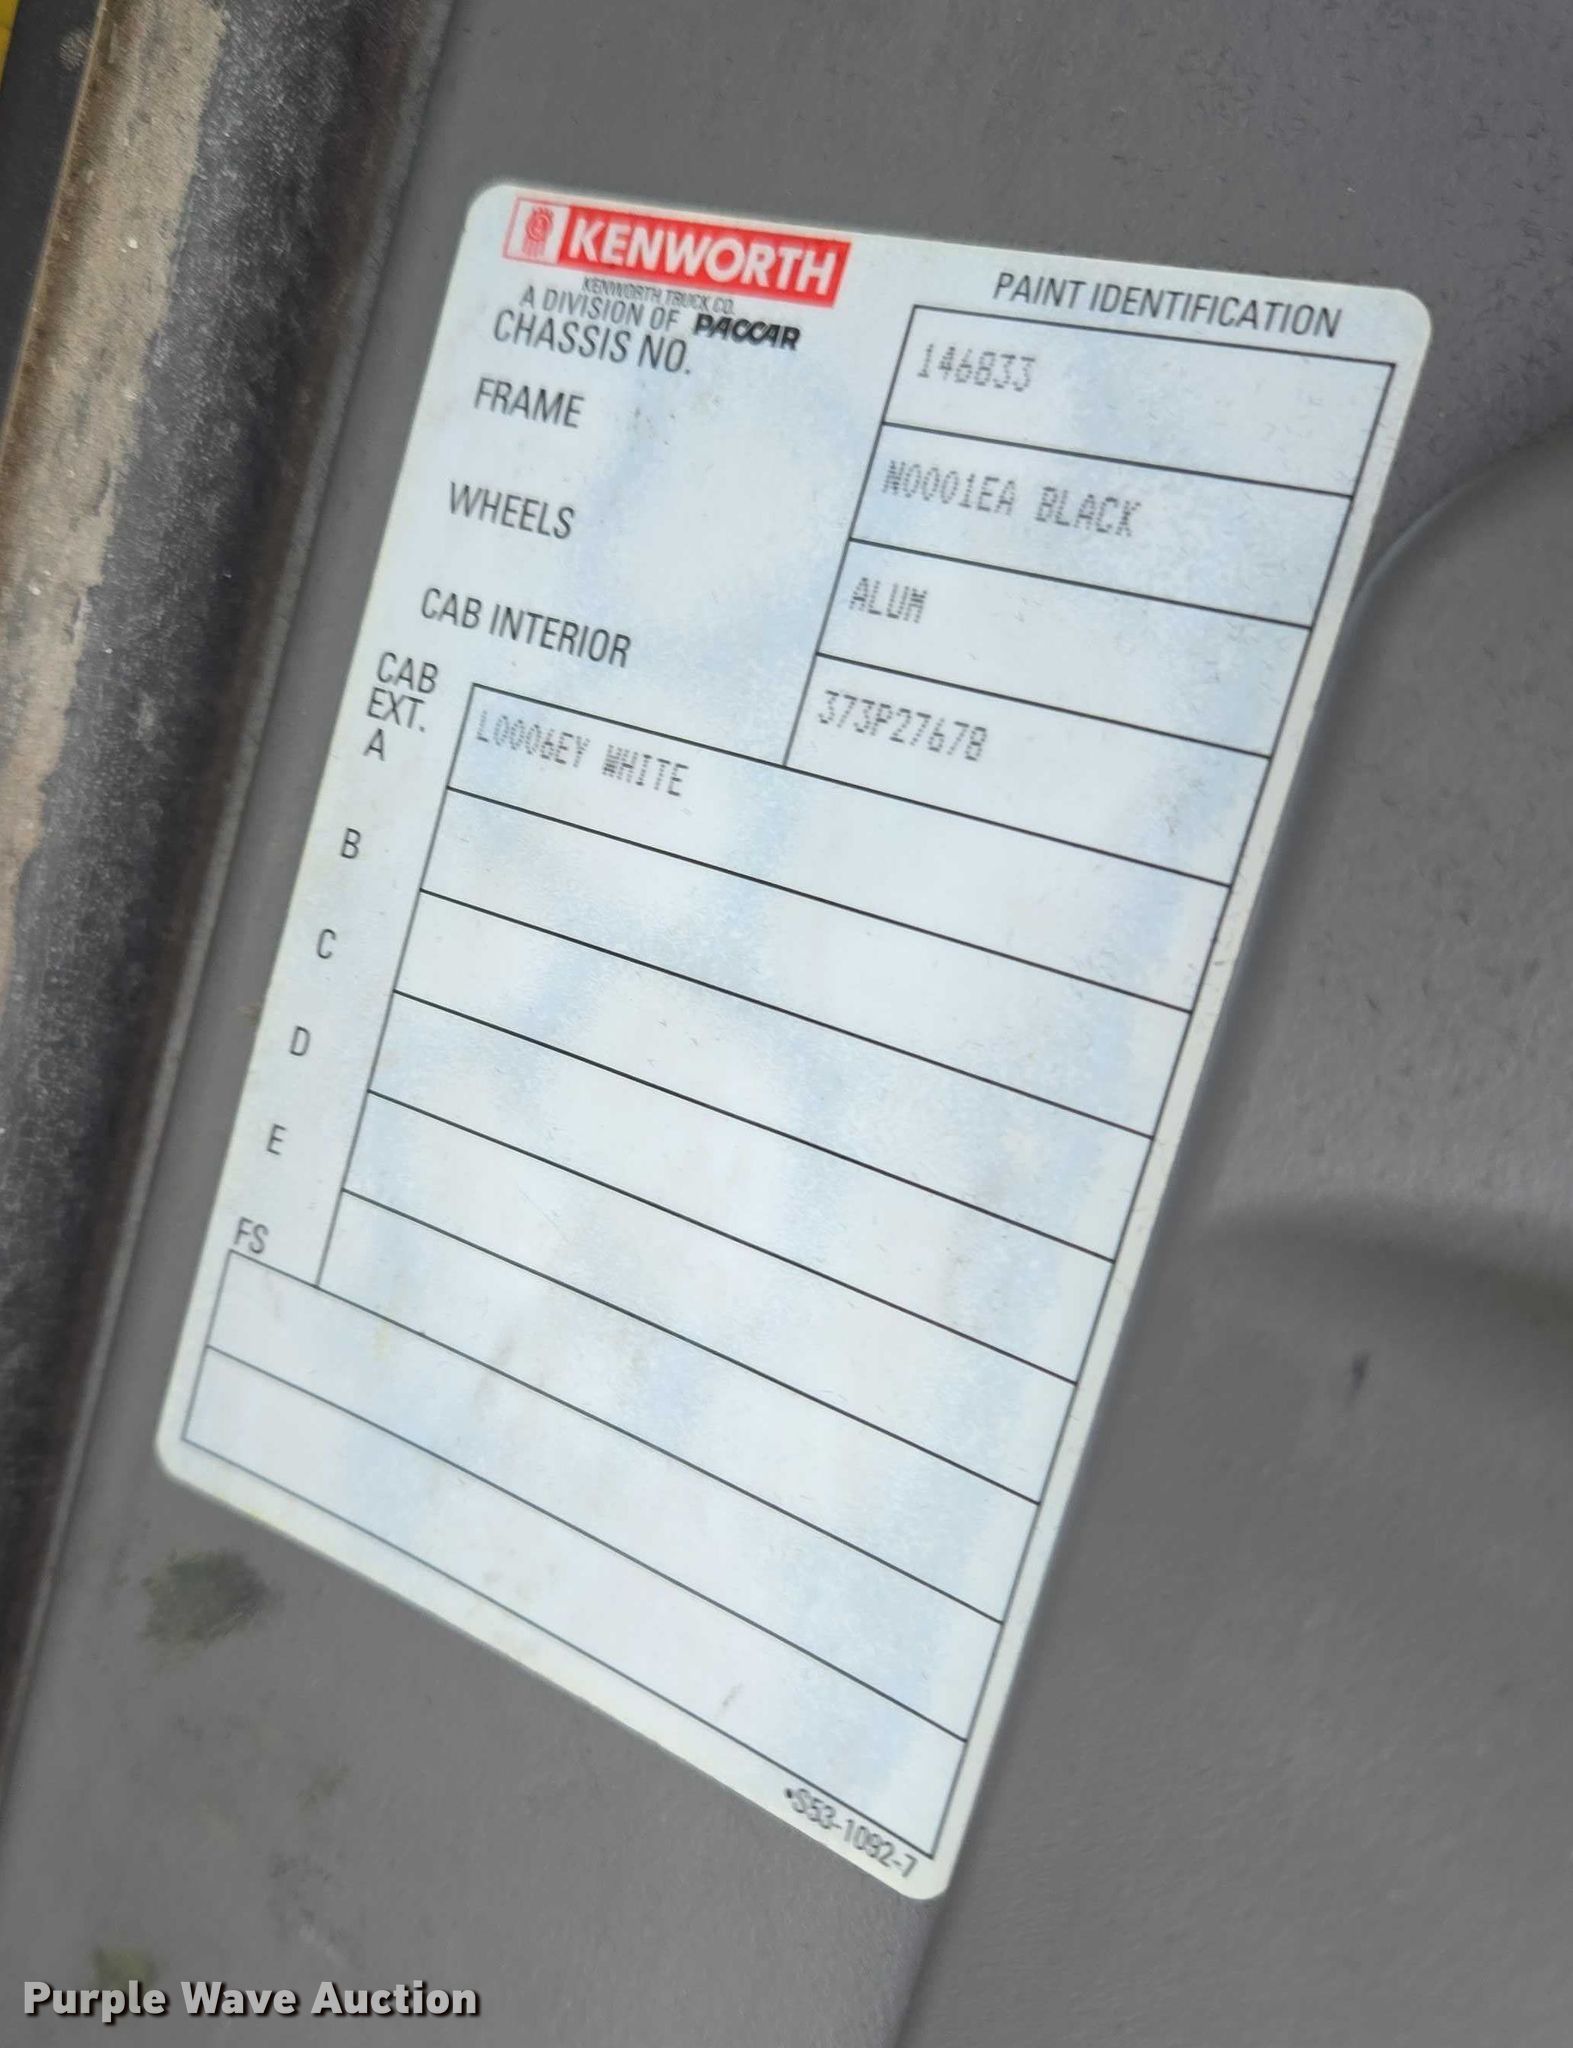 KENWORTH
KENWORTH TRUCK CO.
A DIVISION OF PACCAR
PAINT IDENTIFICATION
CHASSIS NO. 146833
FRAME N0001EA BLACK
WHEELS ALUM
CAB INTERIOR 373P27678
CAB
EXT.
A L0006EY WHITE
B
C
D
E
FS
•S53-1092-7
Purple Wave Auction